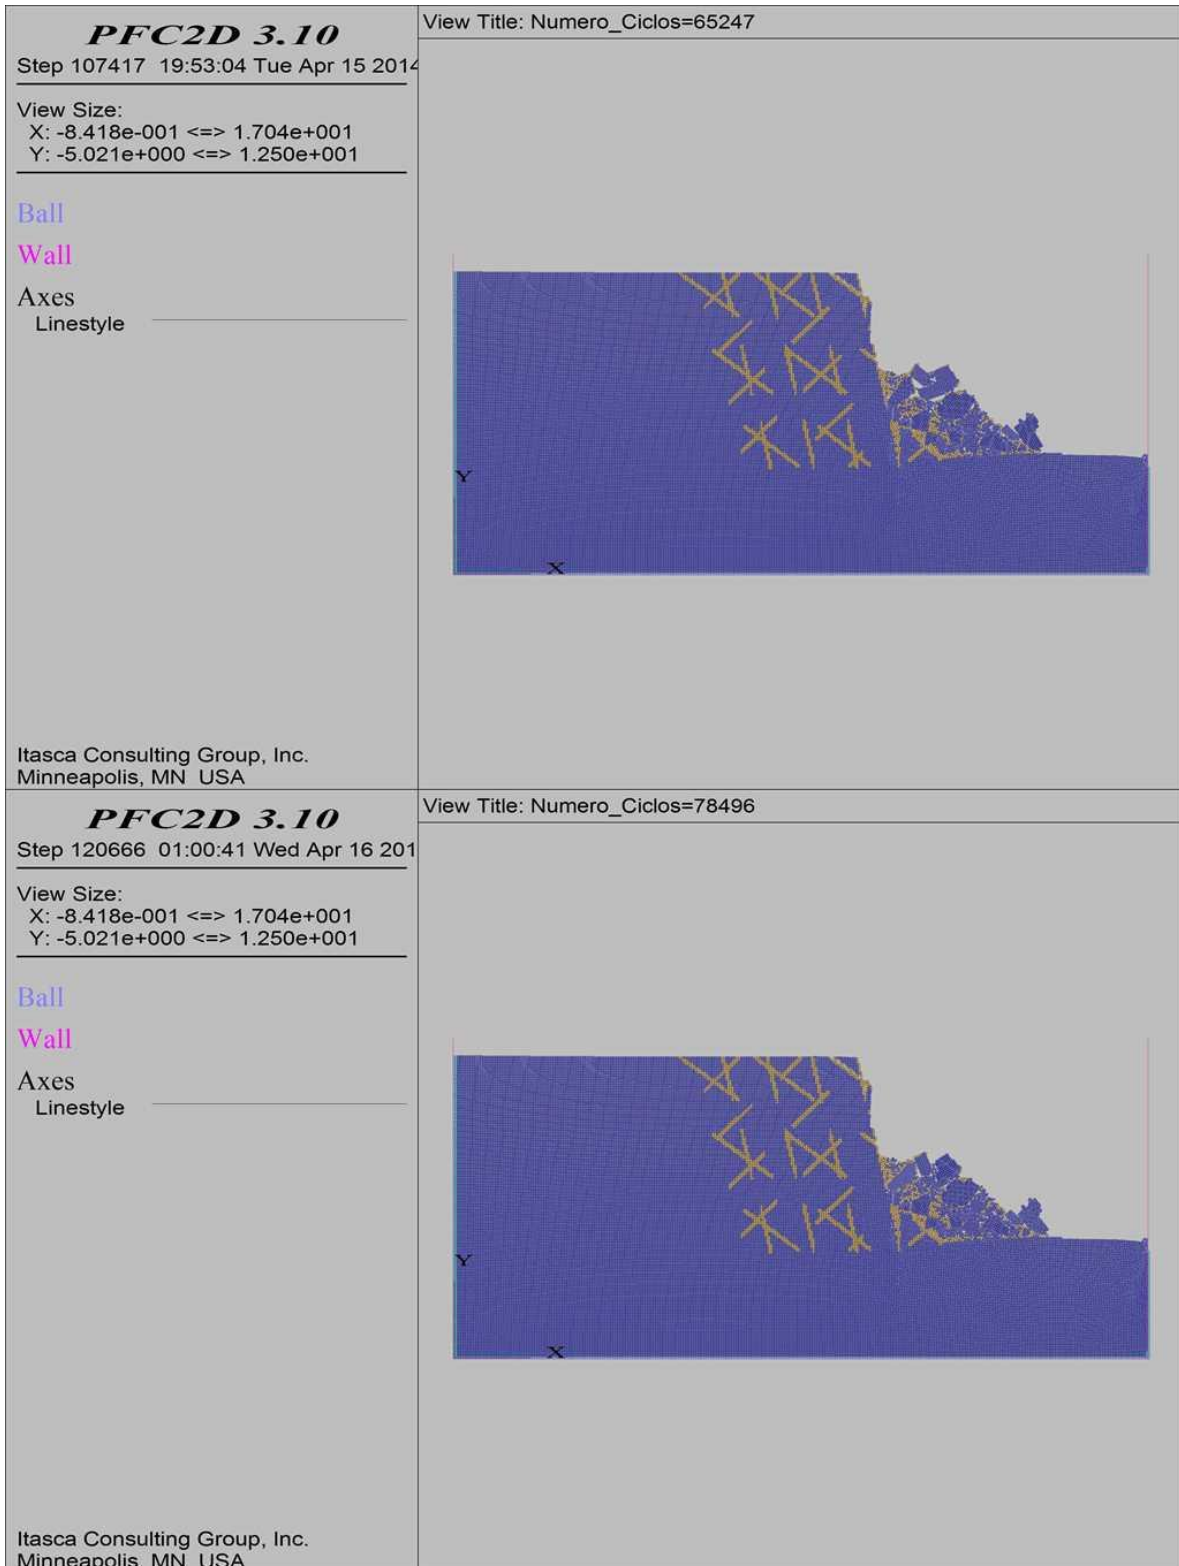 PFC2D 3.10
Step 107417 19:53:04 Tue Apr 15 2014
View Size:
X: -8.418e-001 <=> 1.704e+001
Y: -5.021e+000 <=> 1.250e+001
Ball
Wall
Axes
Linestyle
Itasca Consulting Group, Inc.
Minneapolis, MN USA
View Title: Numero_Ciclos=65247
Y
X
PFC2D 3.10
Step 120666 01:00:41 Wed Apr 16 201
View Size:
X: -8.418e-001 <=> 1.704e+001
Y: -5.021e+000 <=> 1.250e+001
Ball
Wall
Axes
Linestyle
Itasca Consulting Group, Inc.
Minneapolis, MN USA
View Title: Numero_Ciclos=78496
Y
X